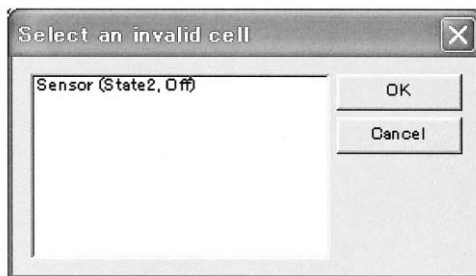 Select an invalid cell
Sensor (State2, Off)
OK
Cancel